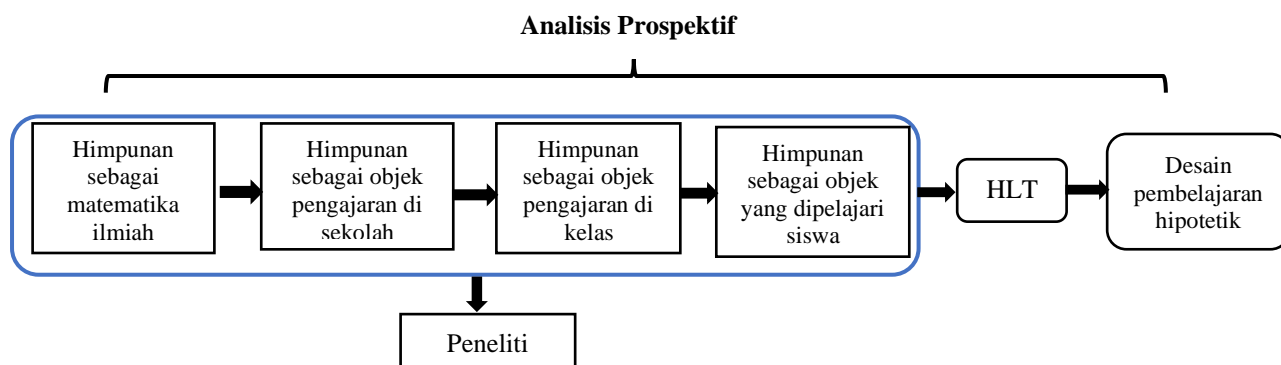 Analisis Prospektif
Himpunan
sebagai
matematika
ilmiah
Himpunan
sebagai objek
pengajaran di
sekolah
Himpunan
sebagai objek
pengajaran di
kelas
Himpunan
sebagai objek
yang dipelajari
siswa
HLT
Desain
pembelajaran
hipotetik
Peneliti